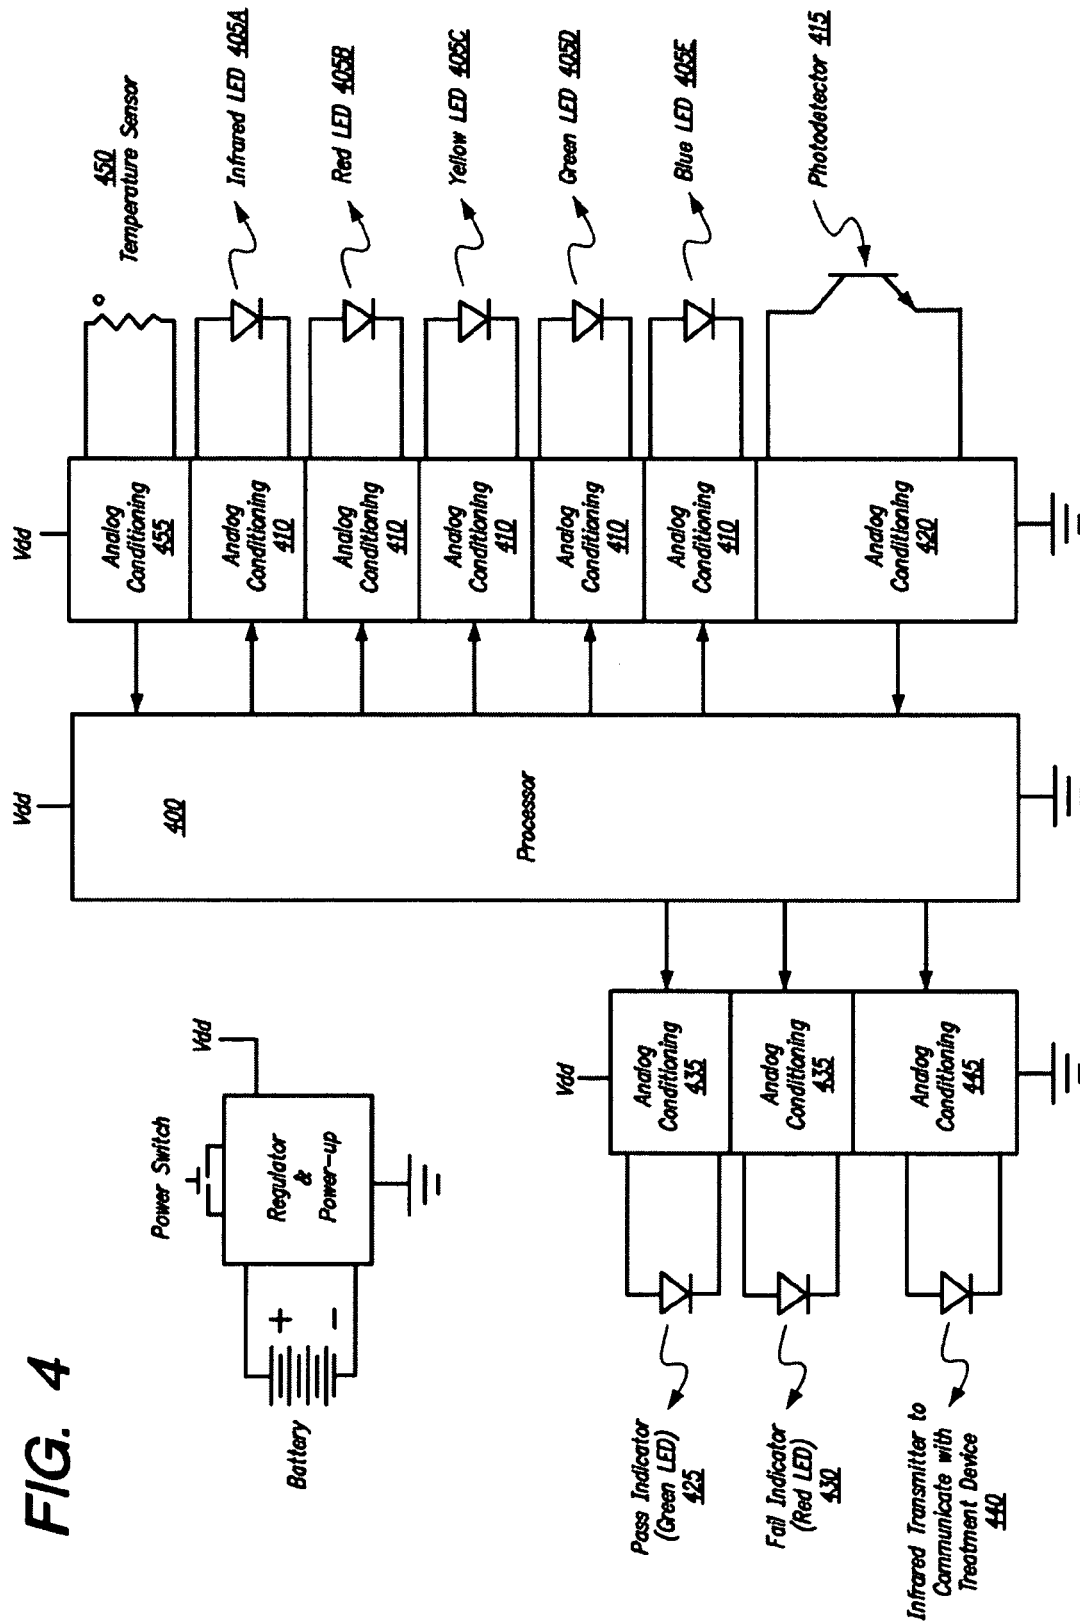 FIG. 4
Battery
+
-
Power Switch
Regulator
&
Power-up
Vdd
Pass Indicator
(Green LED)
425
Fail Indicator
(Red LED)
430
Infrared Transmitter to
Communicate with
Treatment Device
440
Vdd
Analog
Conditioning
435
Analog
Conditioning
435
Analog
Conditioning
445
Vdd
400
Processor
Vdd
Analog
Conditioning
455
Analog
Conditioning
410
Analog
Conditioning
410
Analog
Conditioning
410
Analog
Conditioning
410
Analog
Conditioning
410
Analog
Conditioning
420
450
Temperature Sensor
Infrared LED 405A
Red LED 405B
Yellow LED 405C
Green LED 405D
Blue LED 405E
Photodetector 415